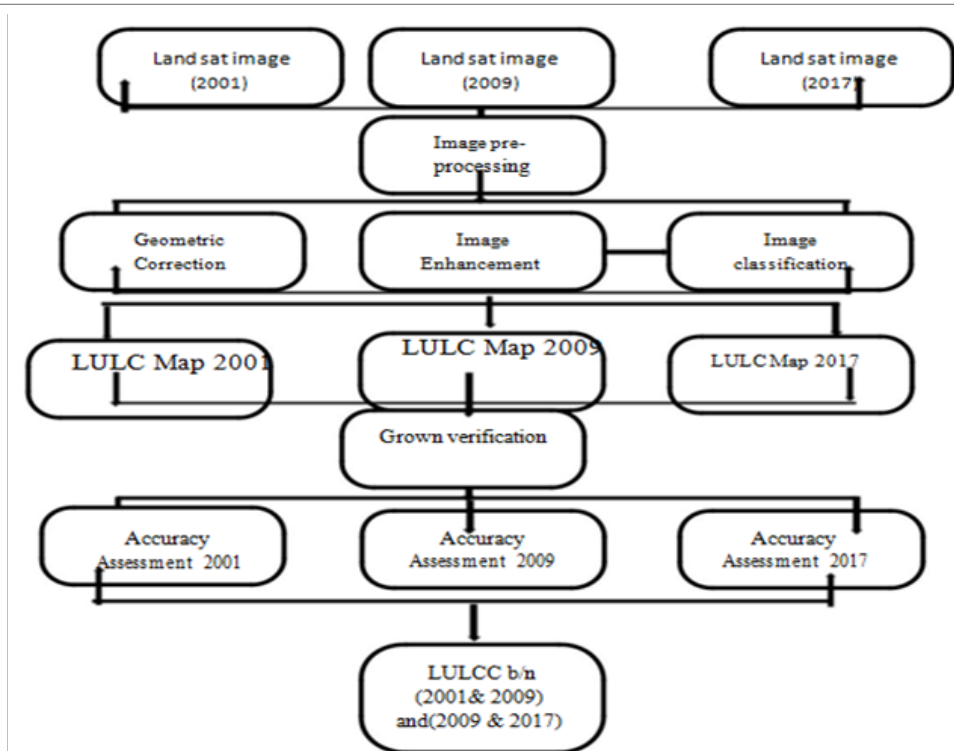 Land sat image
(2001)
Land sat image
(2009)
Land sat image
(2017)
Image pre-
processing
Geometric
Correction
Image
Enhancement
Image
classification
LULC Map 2001
LULC Map 2009
LULC Map 2017
Grown verification
Accuracy
Assessment 2001
Accuracy
Assessment 2009
Accuracy
Assessment 2017
LULCC b/n
(2001& 2009)
and(2009 & 2017)